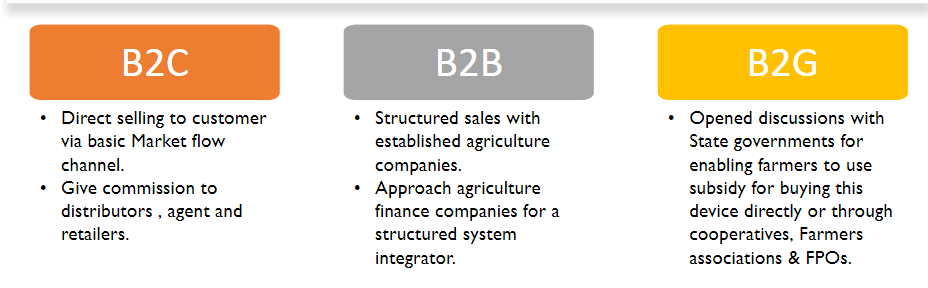 B2C
• Direct selling to customer
via basic Market flow
channel.
• Give commission to
distributors , agent and
retailers.
B2B
• Structured sales with
established agriculture
companies.
• Approach agriculture
finance companies for a
structured system
integrator.
B2G
• Opened discussions with
State governments for
enabling farmers to use
subsidy for buying this
device directly or through
cooperatives, Farmers
associations & FPOs.